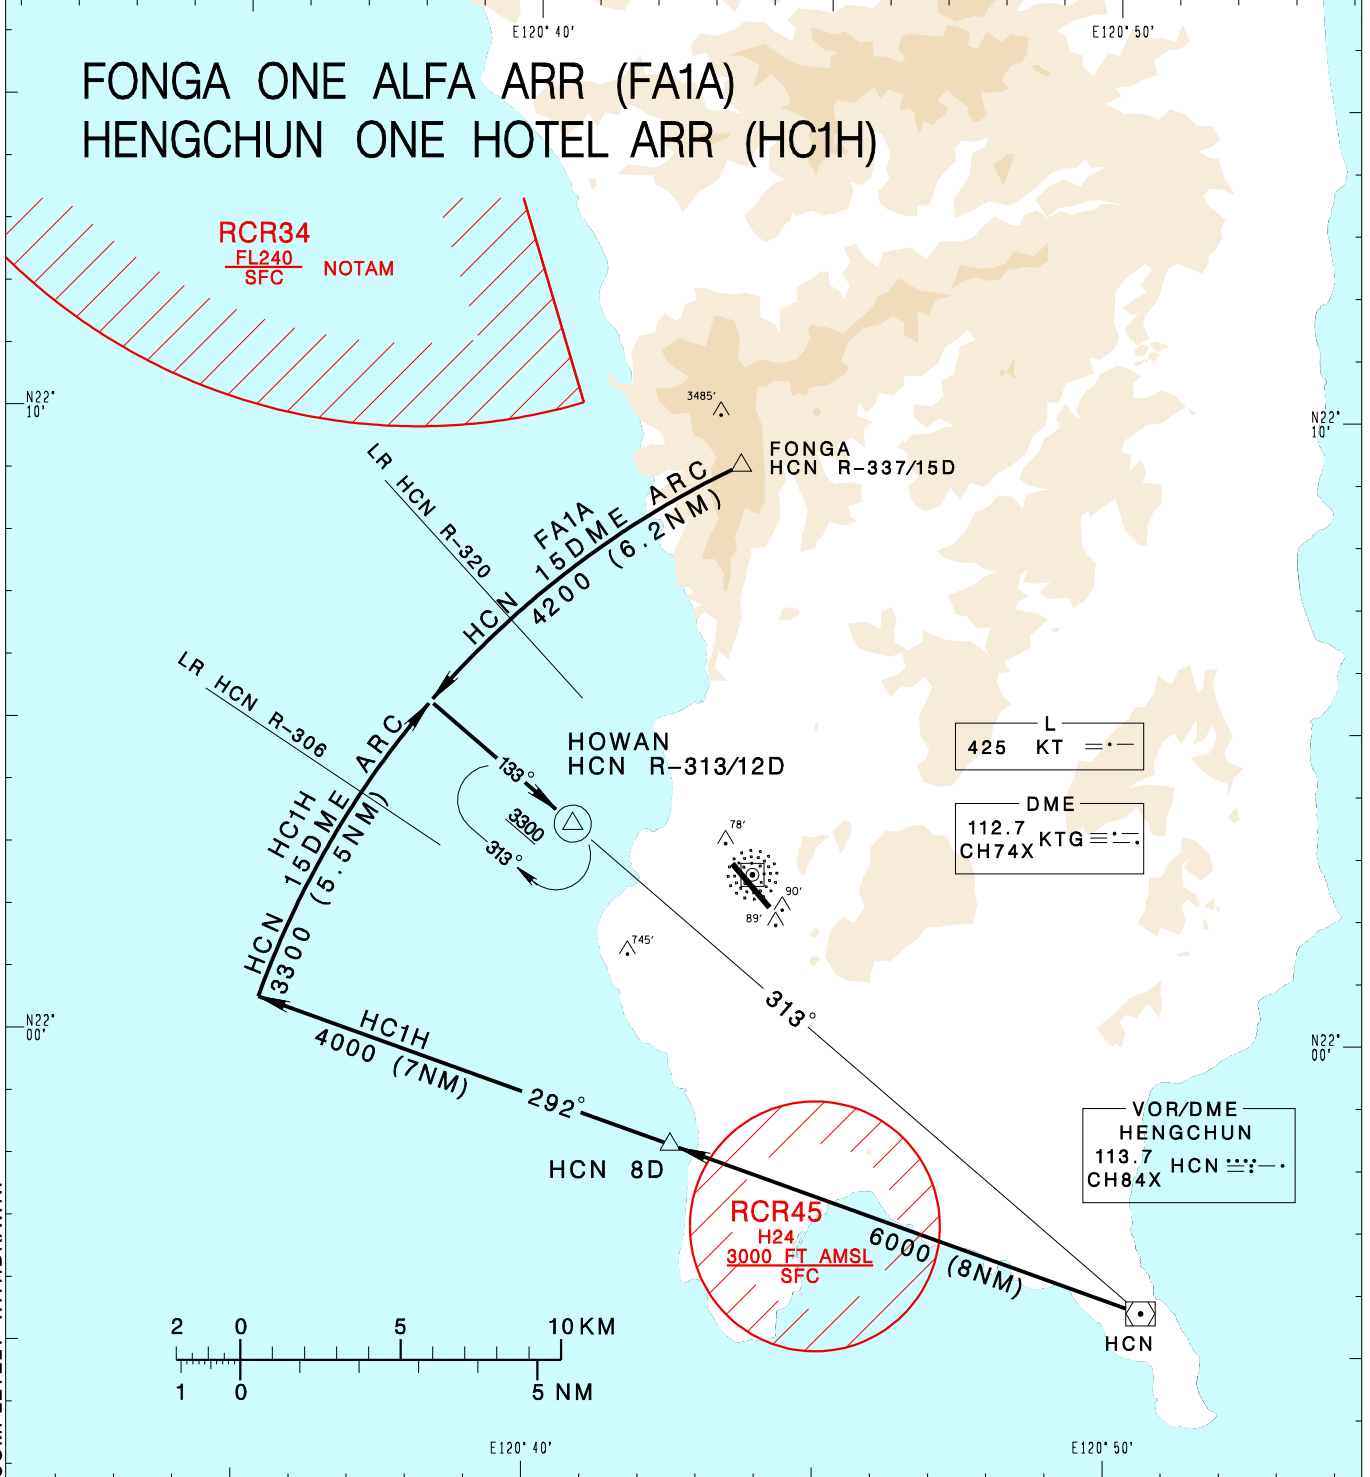 E120° 40'
E120° 50'
FONGA ONE ALFA ARR (FA1A)
HENGCHUN ONE HOTEL ARR (HC1H)
RCR34
FL240
SFC
NOTAM
N22°
10'
N22°
10'
3485'
FONGA
HCN R-337/15D
LR HCN R-320
FA1A
HCN 15DME ARC
4200 (6.2NM)
LR HCN R-306
HC1H
HCN 15DME ARC
3300 (5.5NM)
HOWAN
HCN R-313/12D
133°
3300
313°
L
425 KT
DME
112.7
CH74X
KTG
78'
90'
89'
745'
313°
N22°
00'
N22°
00'
HC1H
4000 (7NM)
292°
HCN 8D
VOR/DME
HENGCHUN
113.7
CH84X
HCN
RCR45
H24
3000 FT AMSL
SFC
6000 (8NM)
HCN
2 0 5 10 KM
1 0 5 NM
E120° 40'
E120° 50'